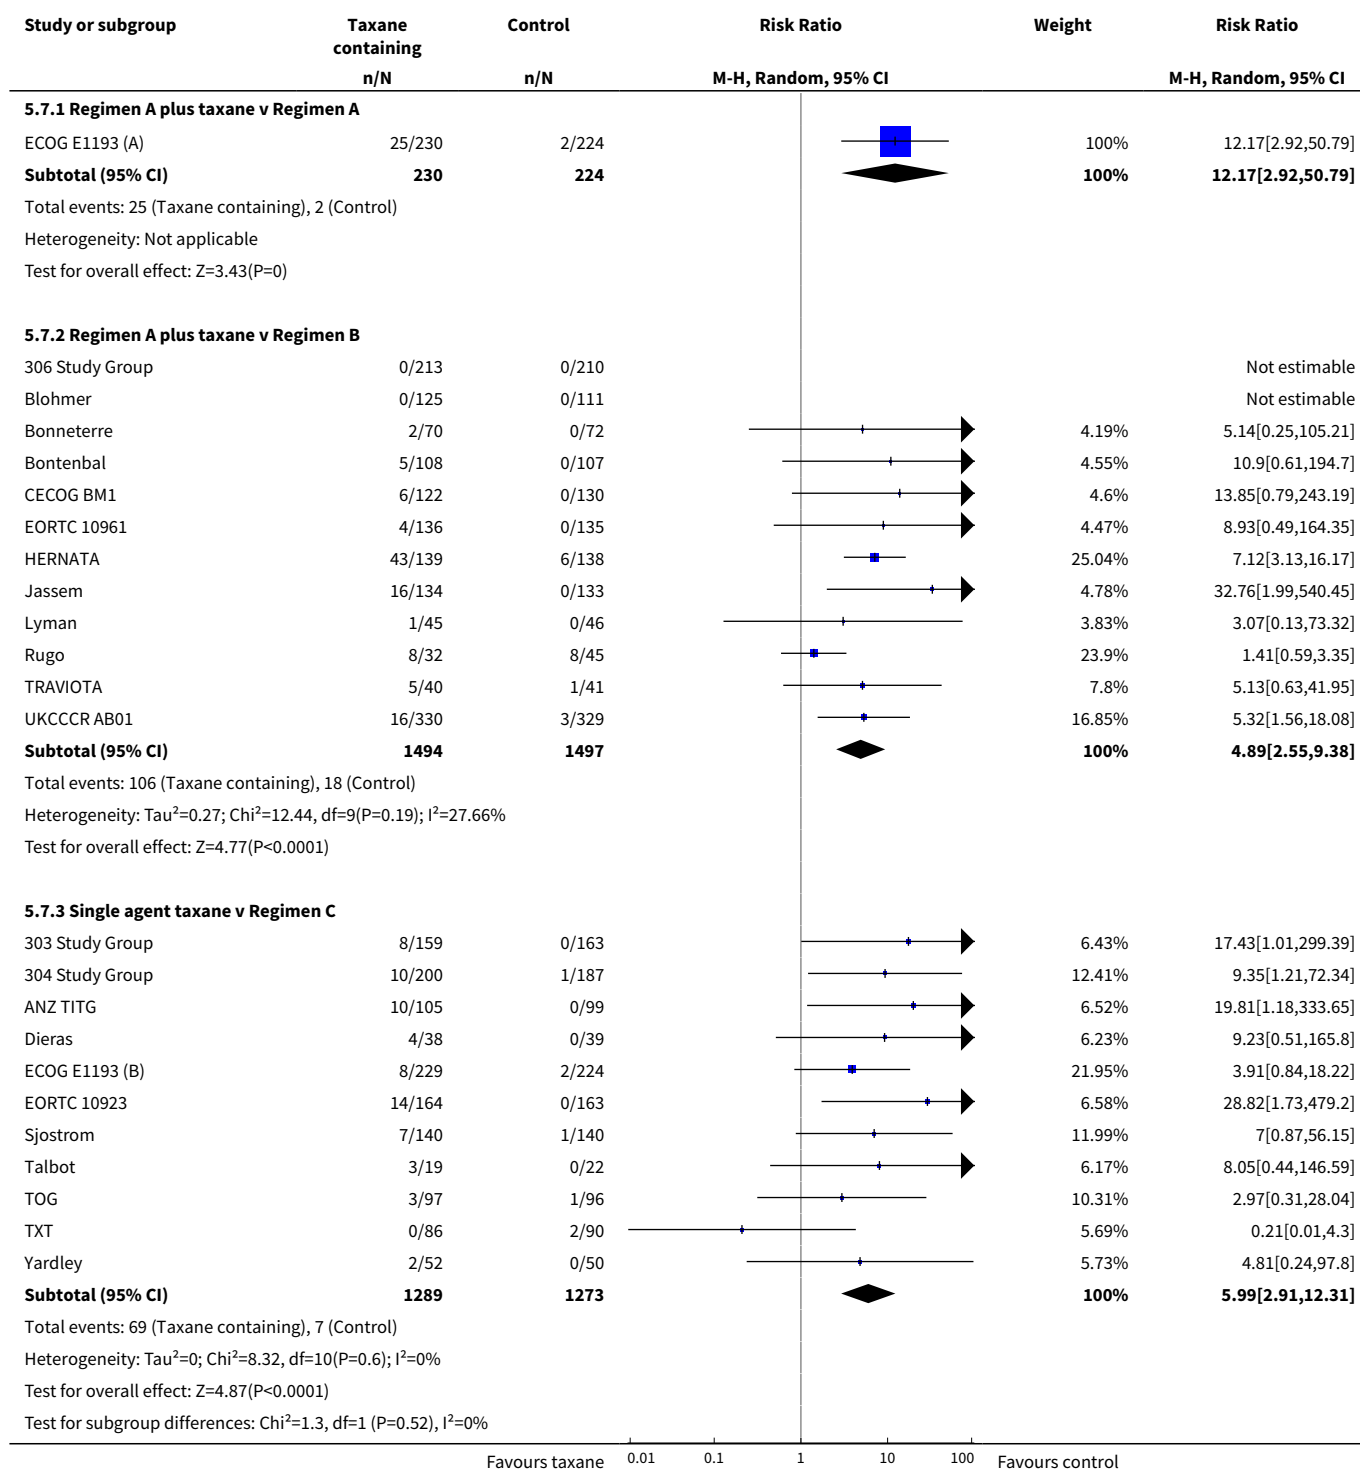 Study or subgroup Taxane containing Control Risk Ratio Weight Risk Ratio
n/N n/N M-H, Random, 95% CI M-H, Random, 95% CI
5.7.1 Regimen A plus taxane v Regimen A
ECOG E1193 (A) 25/230 2/224 100% 12.17[2.92,50.79]
Subtotal (95% CI) 230 224 100% 12.17[2.92,50.79]
Total events: 25 (Taxane containing), 2 (Control)
Heterogeneity: Not applicable
Test for overall effect: Z=3.43(P=0)
5.7.2 Regimen A plus taxane v Regimen B
306 Study Group 0/213 0/210 Not estimable
Blohmer 0/125 0/111 Not estimable
Bonneterre 2/70 0/72 4.19% 5.14[0.25,105.21]
Bontenbal 5/108 0/107 4.55% 10.9[0.61,194.7]
CECOG BM1 6/122 0/130 4.6% 13.85[0.79,243.19]
EORTC 10961 4/136 0/135 4.47% 8.93[0.49,164.35]
HERNATA 43/139 6/138 25.04% 7.12[3.13,16.17]
Jassem 16/134 0/133 4.78% 32.76[1.99,540.45]
Lyman 1/45 0/46 3.83% 3.07[0.13,73.32]
Rugo 8/32 8/45 23.9% 1.41[0.59,3.35]
TRAVIOTA 5/40 1/41 7.8% 5.13[0.63,41.95]
UKCCCR AB01 16/330 3/329 16.85% 5.32[1.56,18.08]
Subtotal (95% CI) 1494 1497 100% 4.89[2.55,9.38]
Total events: 106 (Taxane containing), 18 (Control)
Heterogeneity: Tau²=0.27; Chi²=12.44, df=9(P=0.19); I²=27.66%
Test for overall effect: Z=4.77(P<0.0001)
5.7.3 Single agent taxane v Regimen C
303 Study Group 8/159 0/163 6.43% 17.43[1.01,299.39]
304 Study Group 10/200 1/187 12.41% 9.35[1.21,72.34]
ANZ TITG 10/105 0/99 6.52% 19.81[1.18,333.65]
Dieras 4/38 0/39 6.23% 9.23[0.51,165.8]
ECOG E1193 (B) 8/229 2/224 21.95% 3.91[0.84,18.22]
EORTC 10923 14/164 0/163 6.58% 28.82[1.73,479.2]
Sjostrom 7/140 1/140 11.99% 7[0.87,56.15]
Talbot 3/19 0/22 6.17% 8.05[0.44,146.59]
TOG 3/97 1/96 10.31% 2.97[0.31,28.04]
TXT 0/86 2/90 5.69% 0.21[0.01,4.3]
Yardley 2/52 0/50 5.73% 4.81[0.24,97.8]
Subtotal (95% CI) 1289 1273 100% 5.99[2.91,12.31]
Total events: 69 (Taxane containing), 7 (Control)
Heterogeneity: Tau²=0; Chi²=8.32, df=10(P=0.6); I²=0%
Test for overall effect: Z=4.87(P<0.0001)
Test for subgroup differences: Chi²=1.3, df=1 (P=0.52), I²=0%
Favours taxane 0.01 0.1 1 10 100 Favours control